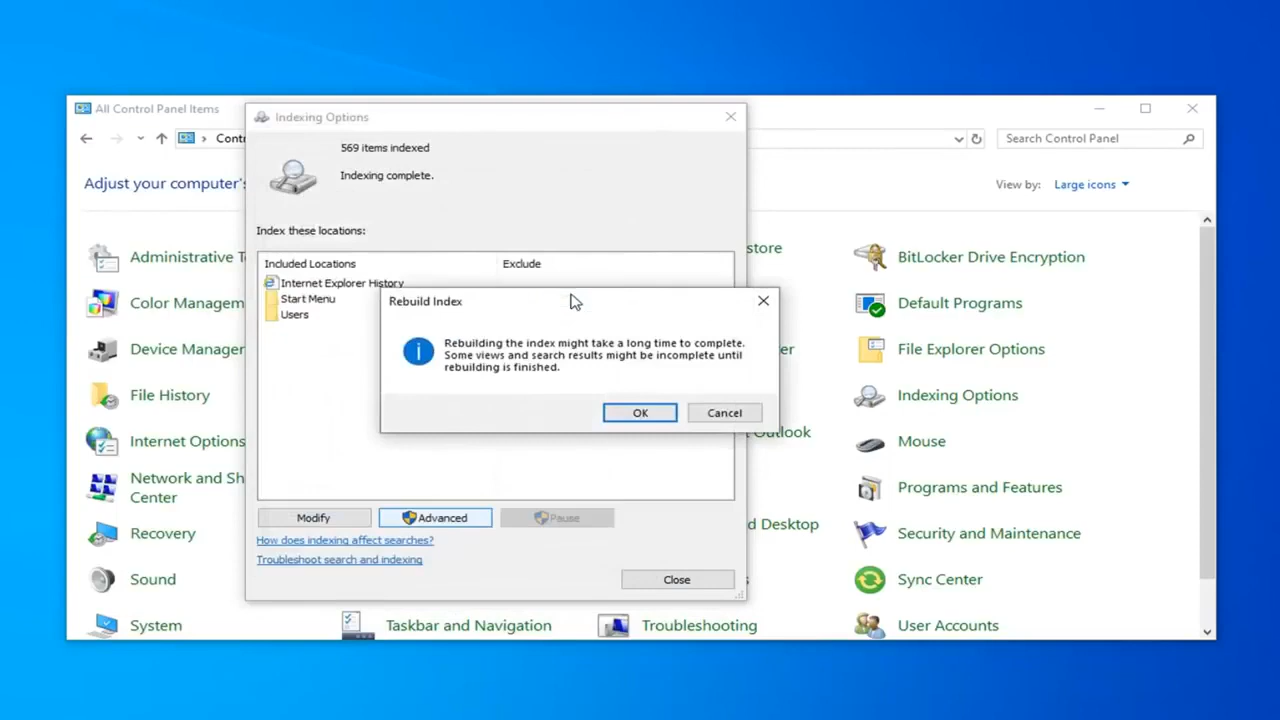 All Control Panel Items
Indexing Options
Contr
Search Control Panel
569 items indexed
Indexing complete.
Adjust your computer's
View by: Large icons
Index these locations:
Included Locations Exclude
Internet Explorer History
Start Menu
Users
Rebuild Index
Rebuilding the index might take a long time to complete.
Some views and search results might be incomplete until
rebuilding is finished.
OK Cancel
Modify Advanced Pause
How does indexing affect searches?
Troubleshoot search and indexing
Close
Administrative T
tore
BitLocker Drive Encryption
Color Managem
Default Programs
Device Manager
er
File Explorer Options
File History
Indexing Options
Internet Options
t Outlook
Mouse
Network and Sh
Center
Programs and Features
Recovery
d Desktop
Security and Maintenance
Sound
s
Sync Center
System
Taskbar and Navigation
Troubleshooting
User Accounts